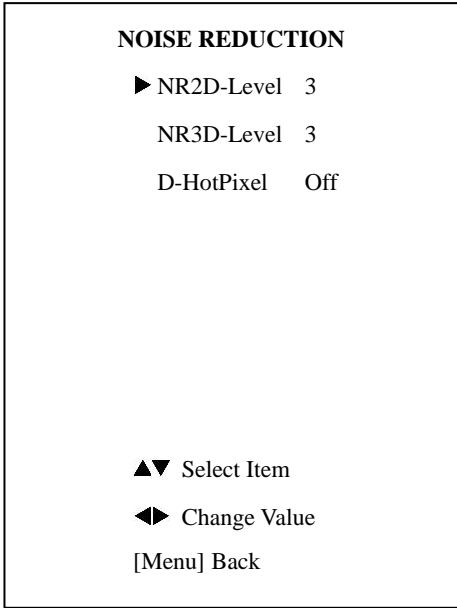 NOISE REDUCTION
▶ NR2D-Level 3
NR3D-Level 3
D-HotPixel Off
▲▼ Select Item
◀▶ Change Value
[Menu] Back